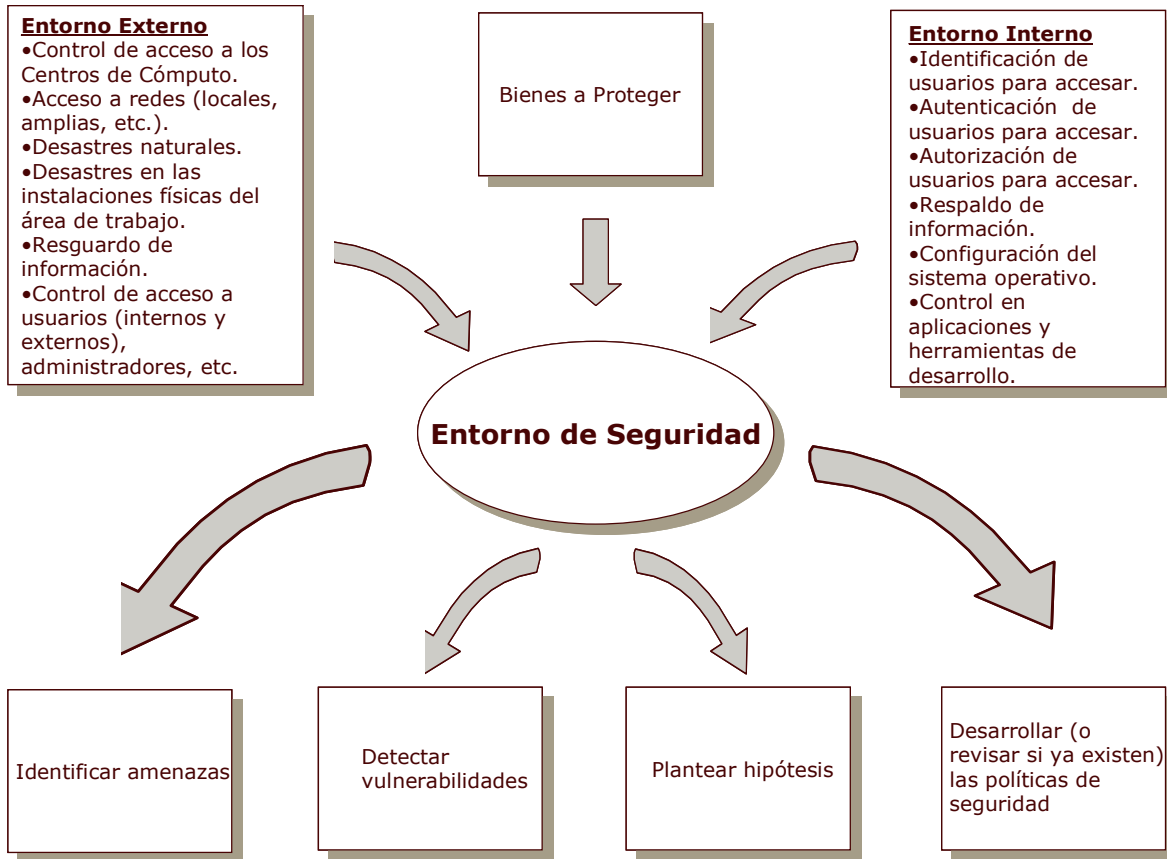 Entorno Externo
•Control de acceso a los
Centros de Cómputo.
•Acceso a redes (locales,
amplias, etc.).
•Desastres naturales.
•Desastres en las
instalaciones físicas del
área de trabajo.
•Resguardo de
información.
•Control de acceso a
usuarios (internos y
externos),
administradores, etc.
Bienes a Proteger
Entorno Interno
•Identificación de
usuarios para accesar.
•Autenticación de
usuarios para accesar.
•Autorización de
usuarios para accesar.
•Respaldo de
información.
•Configuración del
sistema operativo.
•Control en
aplicaciones y
herramientas de
desarrollo.
Entorno de Seguridad
Identificar amenazas
Detectar
vulnerabilidades
Plantear hipótesis
Desarrollar (o
revisar si ya existen)
las políticas de
seguridad